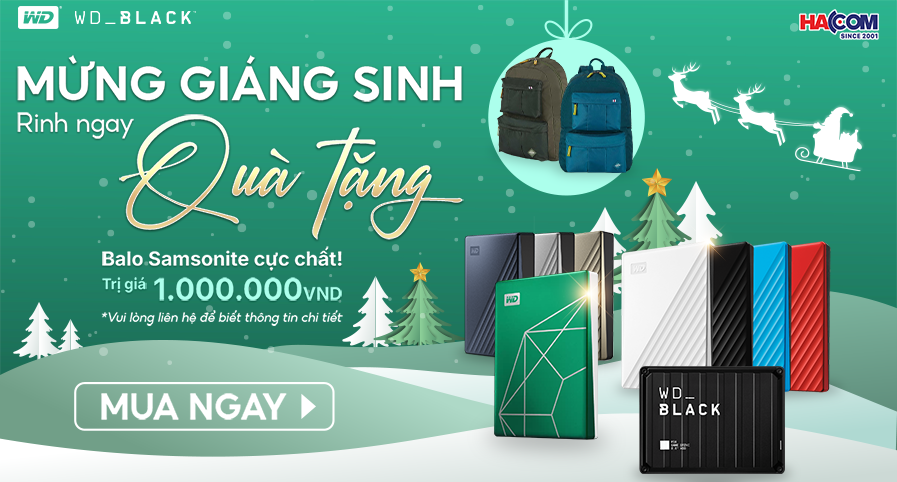 WD WD_BLACK
HACOM
SINCE 2001
MỪNG GIÁNG SINH
Rinh ngay
Quà Tặng
Balo Samsonite cực chất!
Trị giá 1.000.000VND
*Vui lòng liên hệ để biết thông tin chi tiết
MUA NGAY
WD
WD
WD
WD_
BLACK